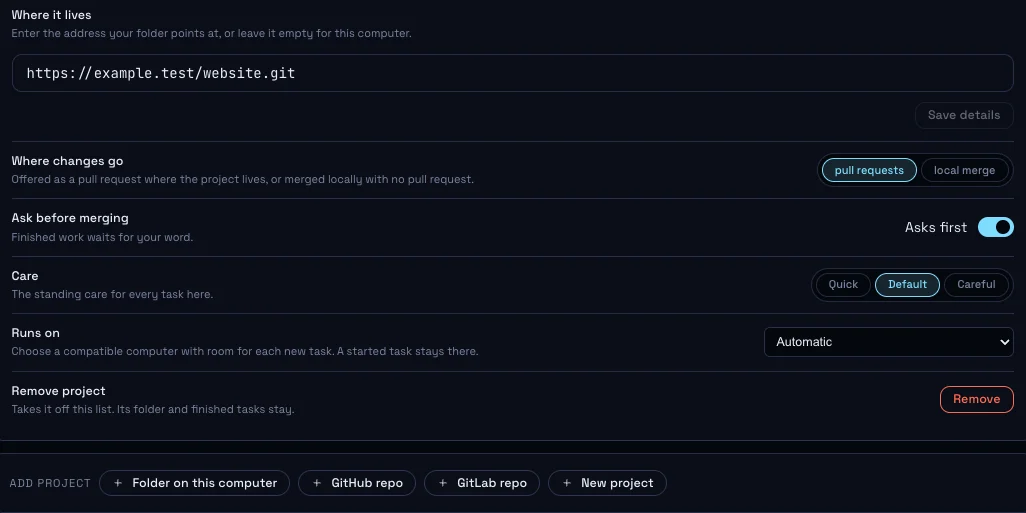 Where it lives
Enter the address your folder points at, or leave it empty for this computer.
https://example.test/website.git
Save details
Where changes go
Offered as a pull request where the project lives, or merged locally with no pull request.
pull requests
local merge
Ask before merging
Finished work waits for your word.
Asks first
Care
The standing care for every task here.
Quick
Default
Careful
Runs on
Choose a compatible computer with room for each new task. A started task stays there.
Automatic
Remove project
Takes it off this list. Its folder and finished tasks stay.
Remove
ADD PROJECT
+ Folder on this computer
+ GitHub repo
+ GitLab repo
+ New project